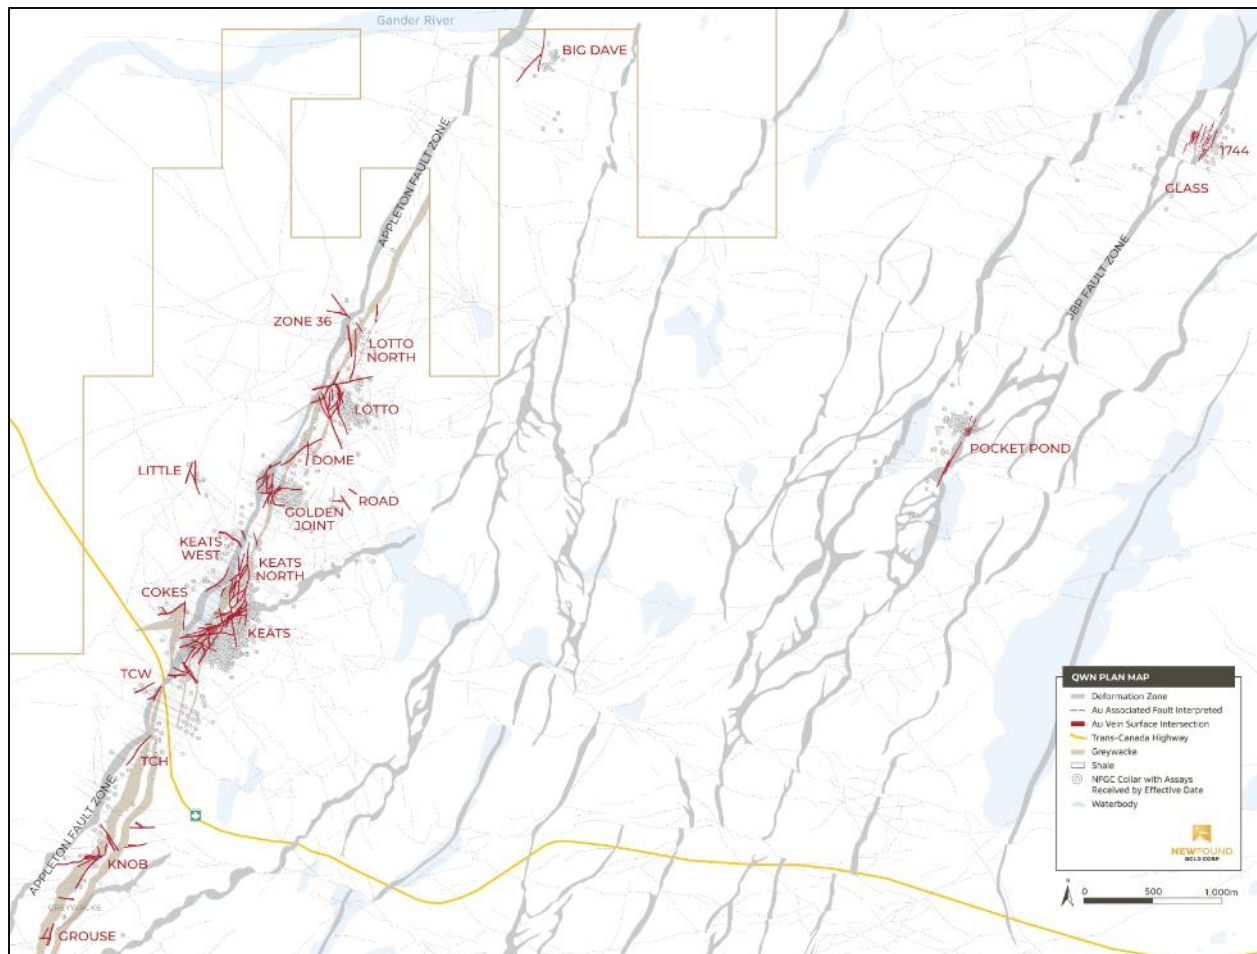 Gander River
BIG DAVE
APPLETON FAULT ZONE
1744
GLASS
JBP FAULT ZONE
ZONE 36
LOTTO
NORTH
LOTTO
DOME
LITTLE
POCKET POND
ROAD
GOLDEN
JOINT
KEATS
WEST
KEATS
NORTH
COKES
KEATS
TCW
TCH
APPLETON FAULT ZONE
KNOB
GREYWACKE
GROUSE
QWN PLAN MAP
Deformation Zone
Au Associated Fault Interpreted
Au Vein Surface Intersection
Trans-Canada Highway
Greywacke
Shale
NFGC Collar with Assays
Received by Effective Date
Waterbody
NEWFOUND
GOLD CORP
N
0 500 1,000m